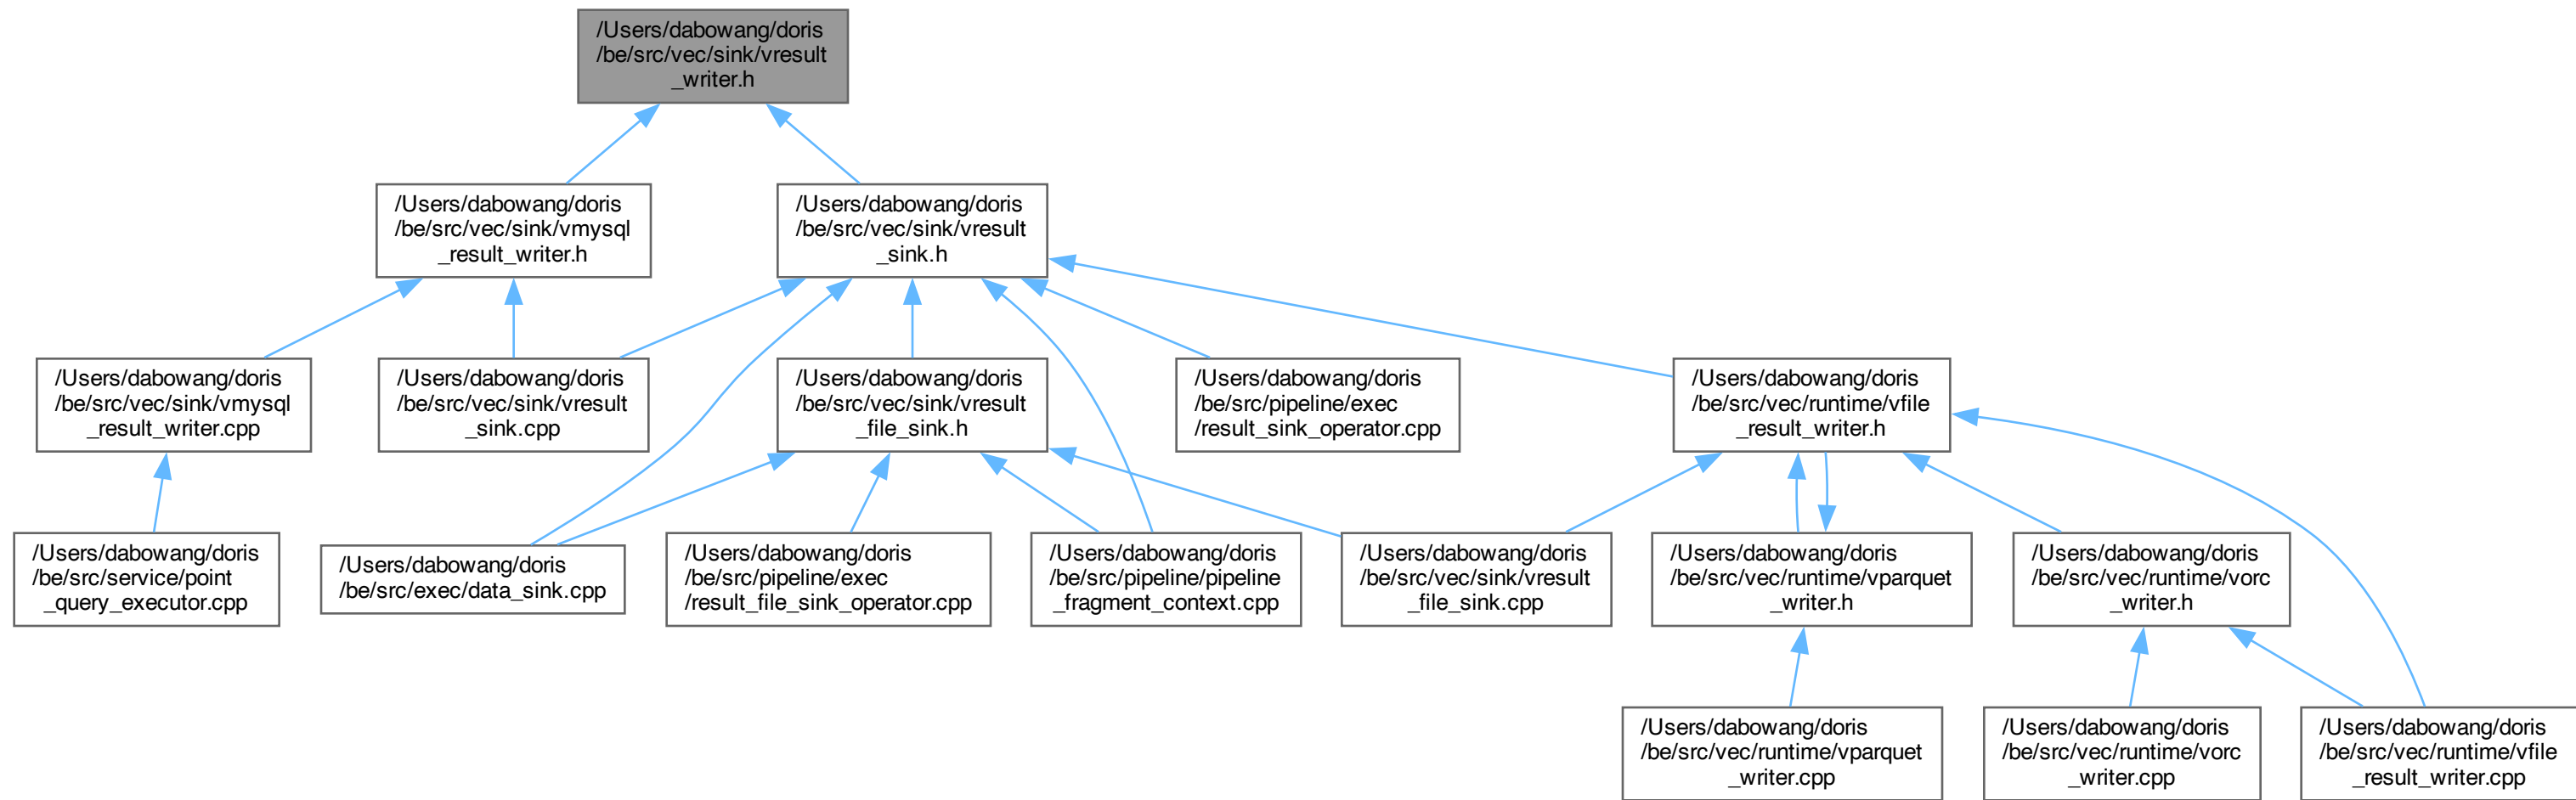 /Users/dabowang/doris
/be/src/vec/sink/vresult
_writer.h
/Users/dabowang/doris
/be/src/vec/sink/vmysql
_result_writer.h
/Users/dabowang/doris
/be/src/vec/sink/vresult
_sink.h
/Users/dabowang/doris
/be/src/vec/sink/vmysql
_result_writer.cpp
/Users/dabowang/doris
/be/src/vec/sink/vresult
_sink.cpp
/Users/dabowang/doris
/be/src/vec/sink/vresult
_file_sink.h
/Users/dabowang/doris
/be/src/pipeline/exec
/result_sink_operator.cpp
/Users/dabowang/doris
/be/src/vec/runtime/vfile
_result_writer.h
/Users/dabowang/doris
/be/src/service/point
_query_executor.cpp
/Users/dabowang/doris
/be/src/exec/data_sink.cpp
/Users/dabowang/doris
/be/src/pipeline/exec
/result_file_sink_operator.cpp
/Users/dabowang/doris
/be/src/pipeline/pipeline
_fragment_context.cpp
/Users/dabowang/doris
/be/src/vec/sink/vresult
_file_sink.cpp
/Users/dabowang/doris
/be/src/vec/runtime/vparquet
_writer.h
/Users/dabowang/doris
/be/src/vec/runtime/vorc
_writer.h
/Users/dabowang/doris
/be/src/vec/runtime/vparquet
_writer.cpp
/Users/dabowang/doris
/be/src/vec/runtime/vorc
_writer.cpp
/Users/dabowang/doris
/be/src/vec/runtime/vfile
_result_writer.cpp